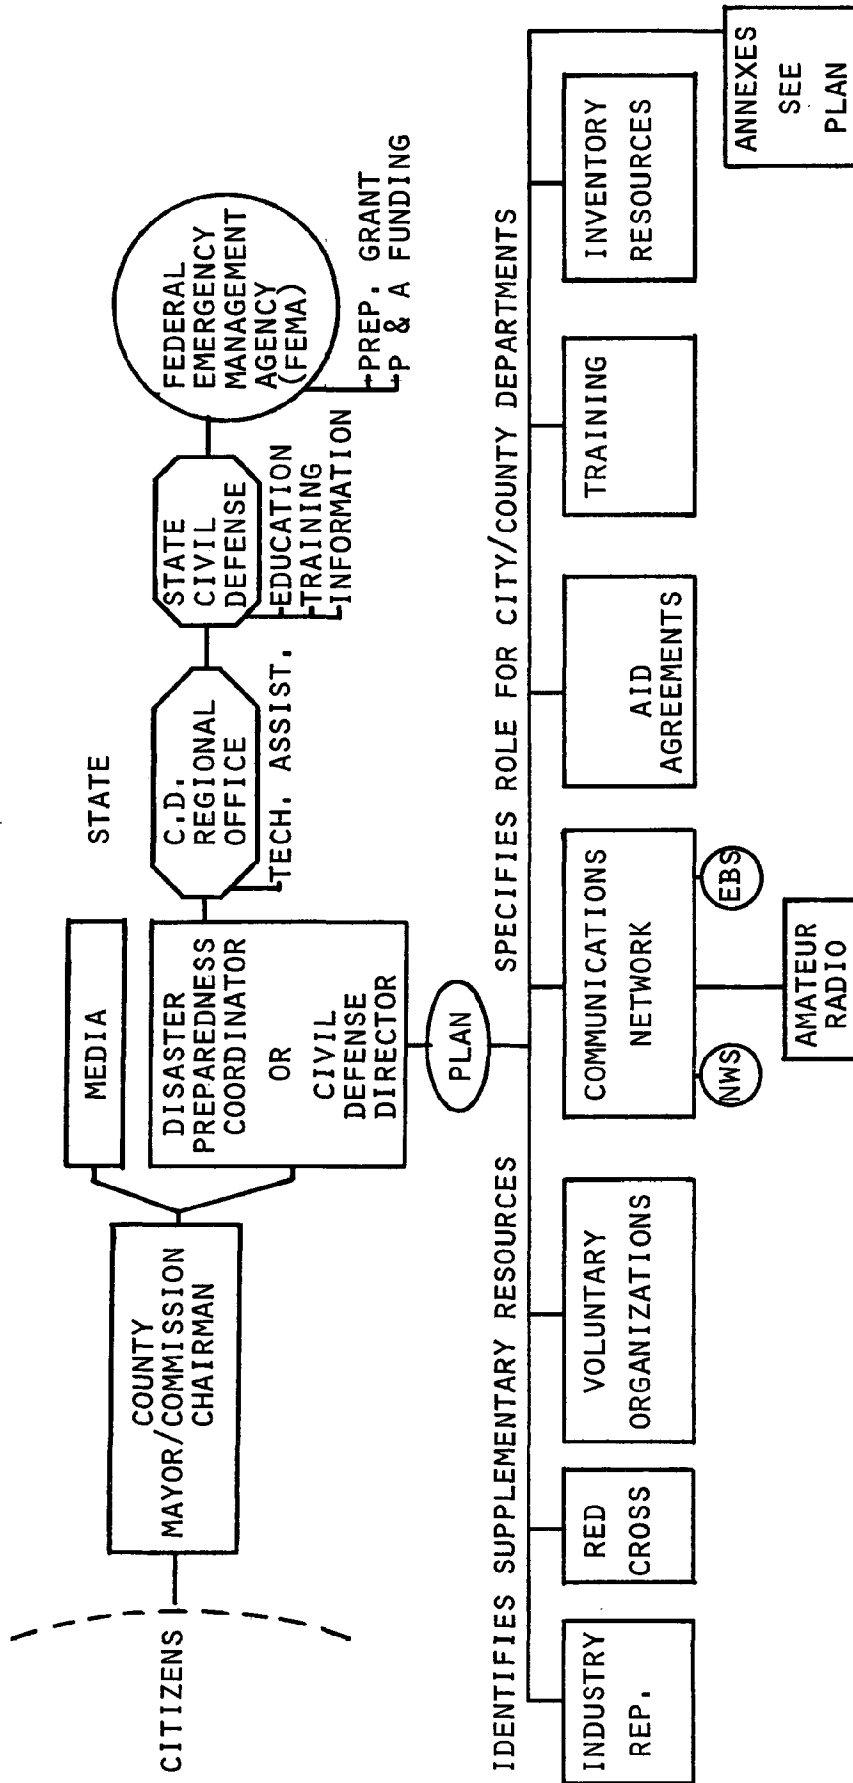 STATE
CITIZENS
COUNTY
MAYOR/COMMISSION
CHAIRMAN
MEDIA
DISASTER
PREPAREDNESS
COORDINATOR
OR
CIVIL
DEFENSE
DIRECTOR
C.D.
REGIONAL
OFFICE
TECH. ASSIST.
STATE
CIVIL
DEFENSE
EDUCATION
TRAINING
INFORMATION
FEDERAL
EMERGENCY
MANAGEMENT
AGENCY
(FEMA)
PREP. GRANT
P & A FUNDING
PLAN
IDENTIFIES SUPPLEMENTARY RESOURCES
SPECIFIES ROLE FOR CITY/COUNTY DEPARTMENTS
INDUSTRY
REP.
RED
CROSS
VOLUNTARY
ORGANIZATIONS
COMMUNICATIONS
NETWORK
NWS
EBS
AMATEUR
RADIO
AID
AGREEMENTS
TRAINING
INVENTORY
RESOURCES
ANNEXES
SEE
PLAN